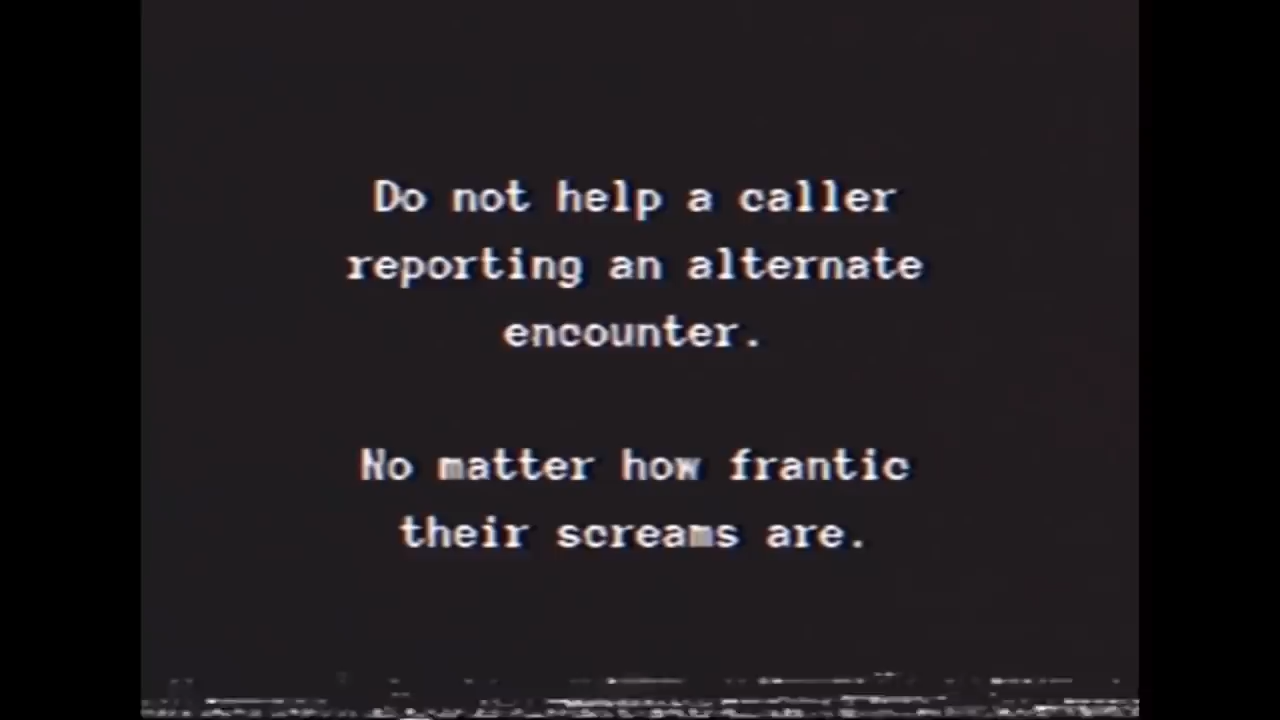 Do not help a caller
reporting an alternate
encounter.
No matter how frantic
their screams are.